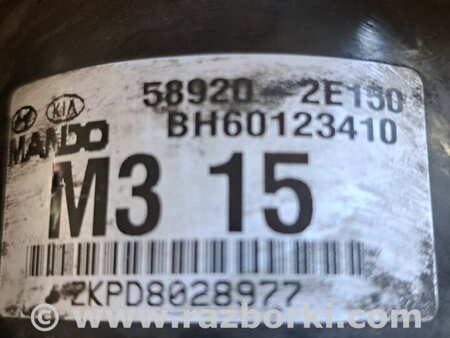 58920-2E150
KIA
MANDO BH60123410
M3 15
ZKPD8028977
© www.razborki.com